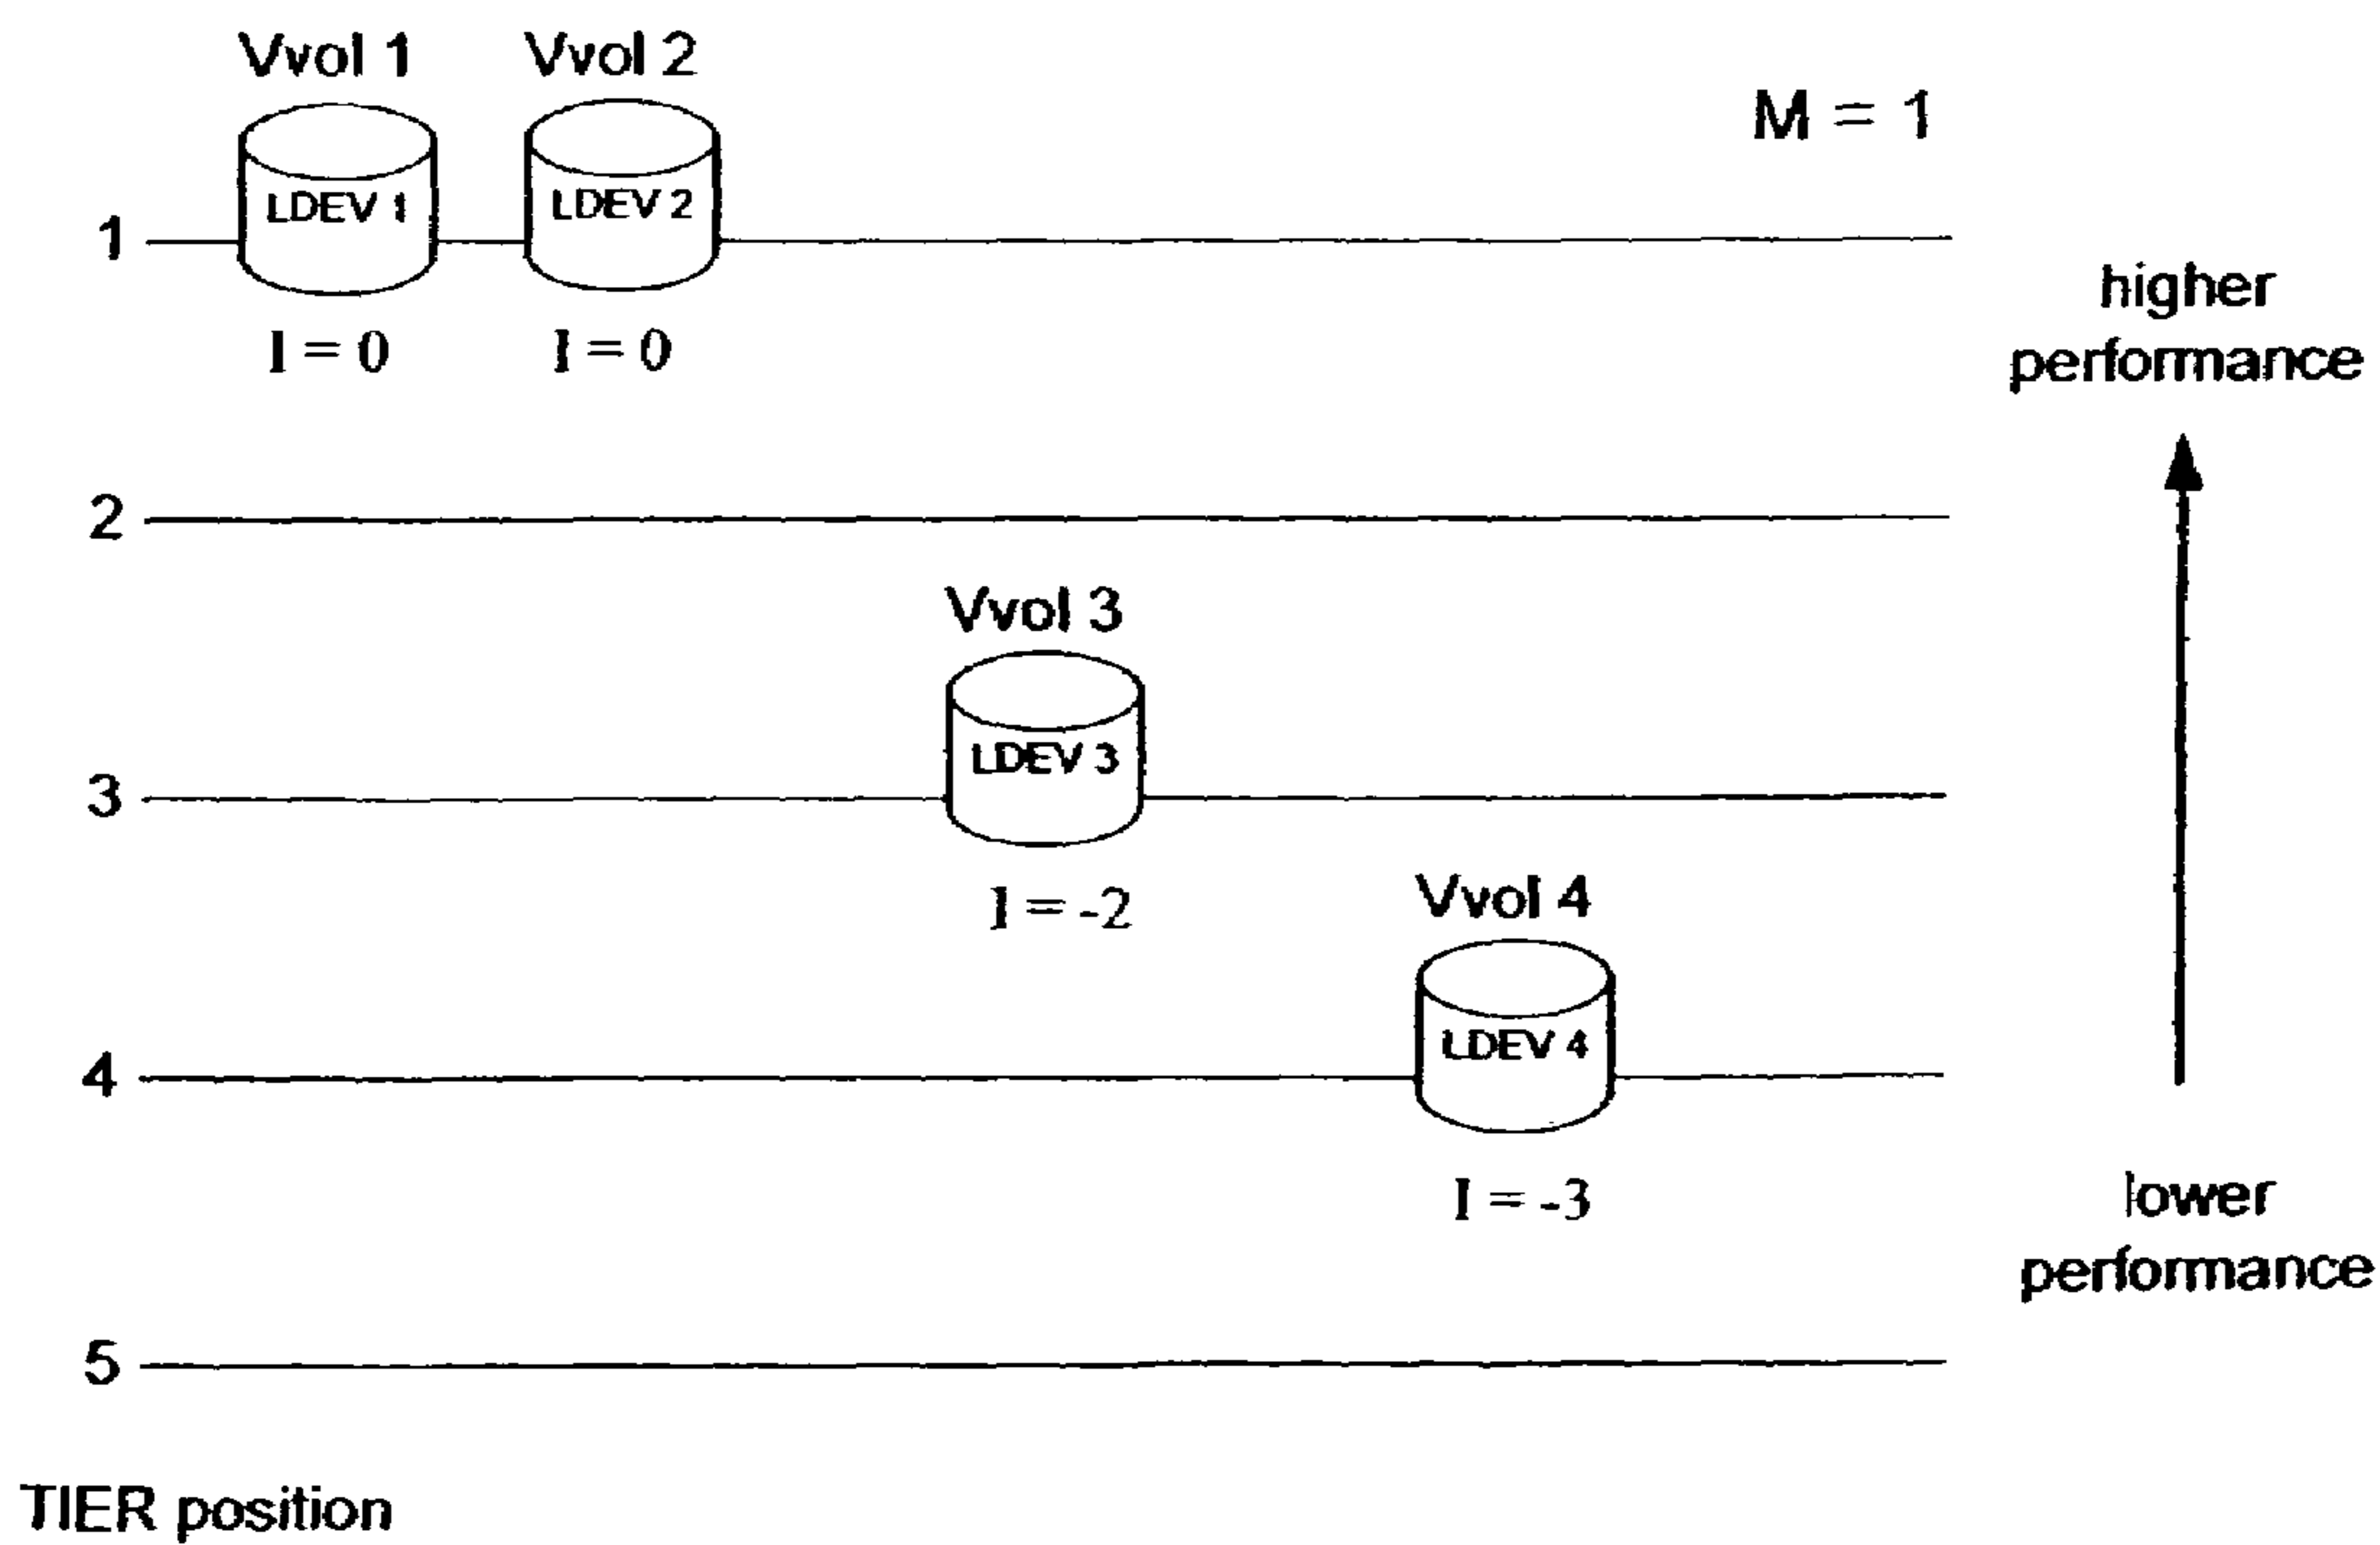 Vvol 1
Vvol 2
M = 1
LDEV 1
LDEV 2
1
I = 0
I = 0
higher
performance
2
Vvol 3
LDEV 3
3
I = -2
Vvol 4
LDEV 4
4
I = -3
lower
performance
5
TIER position